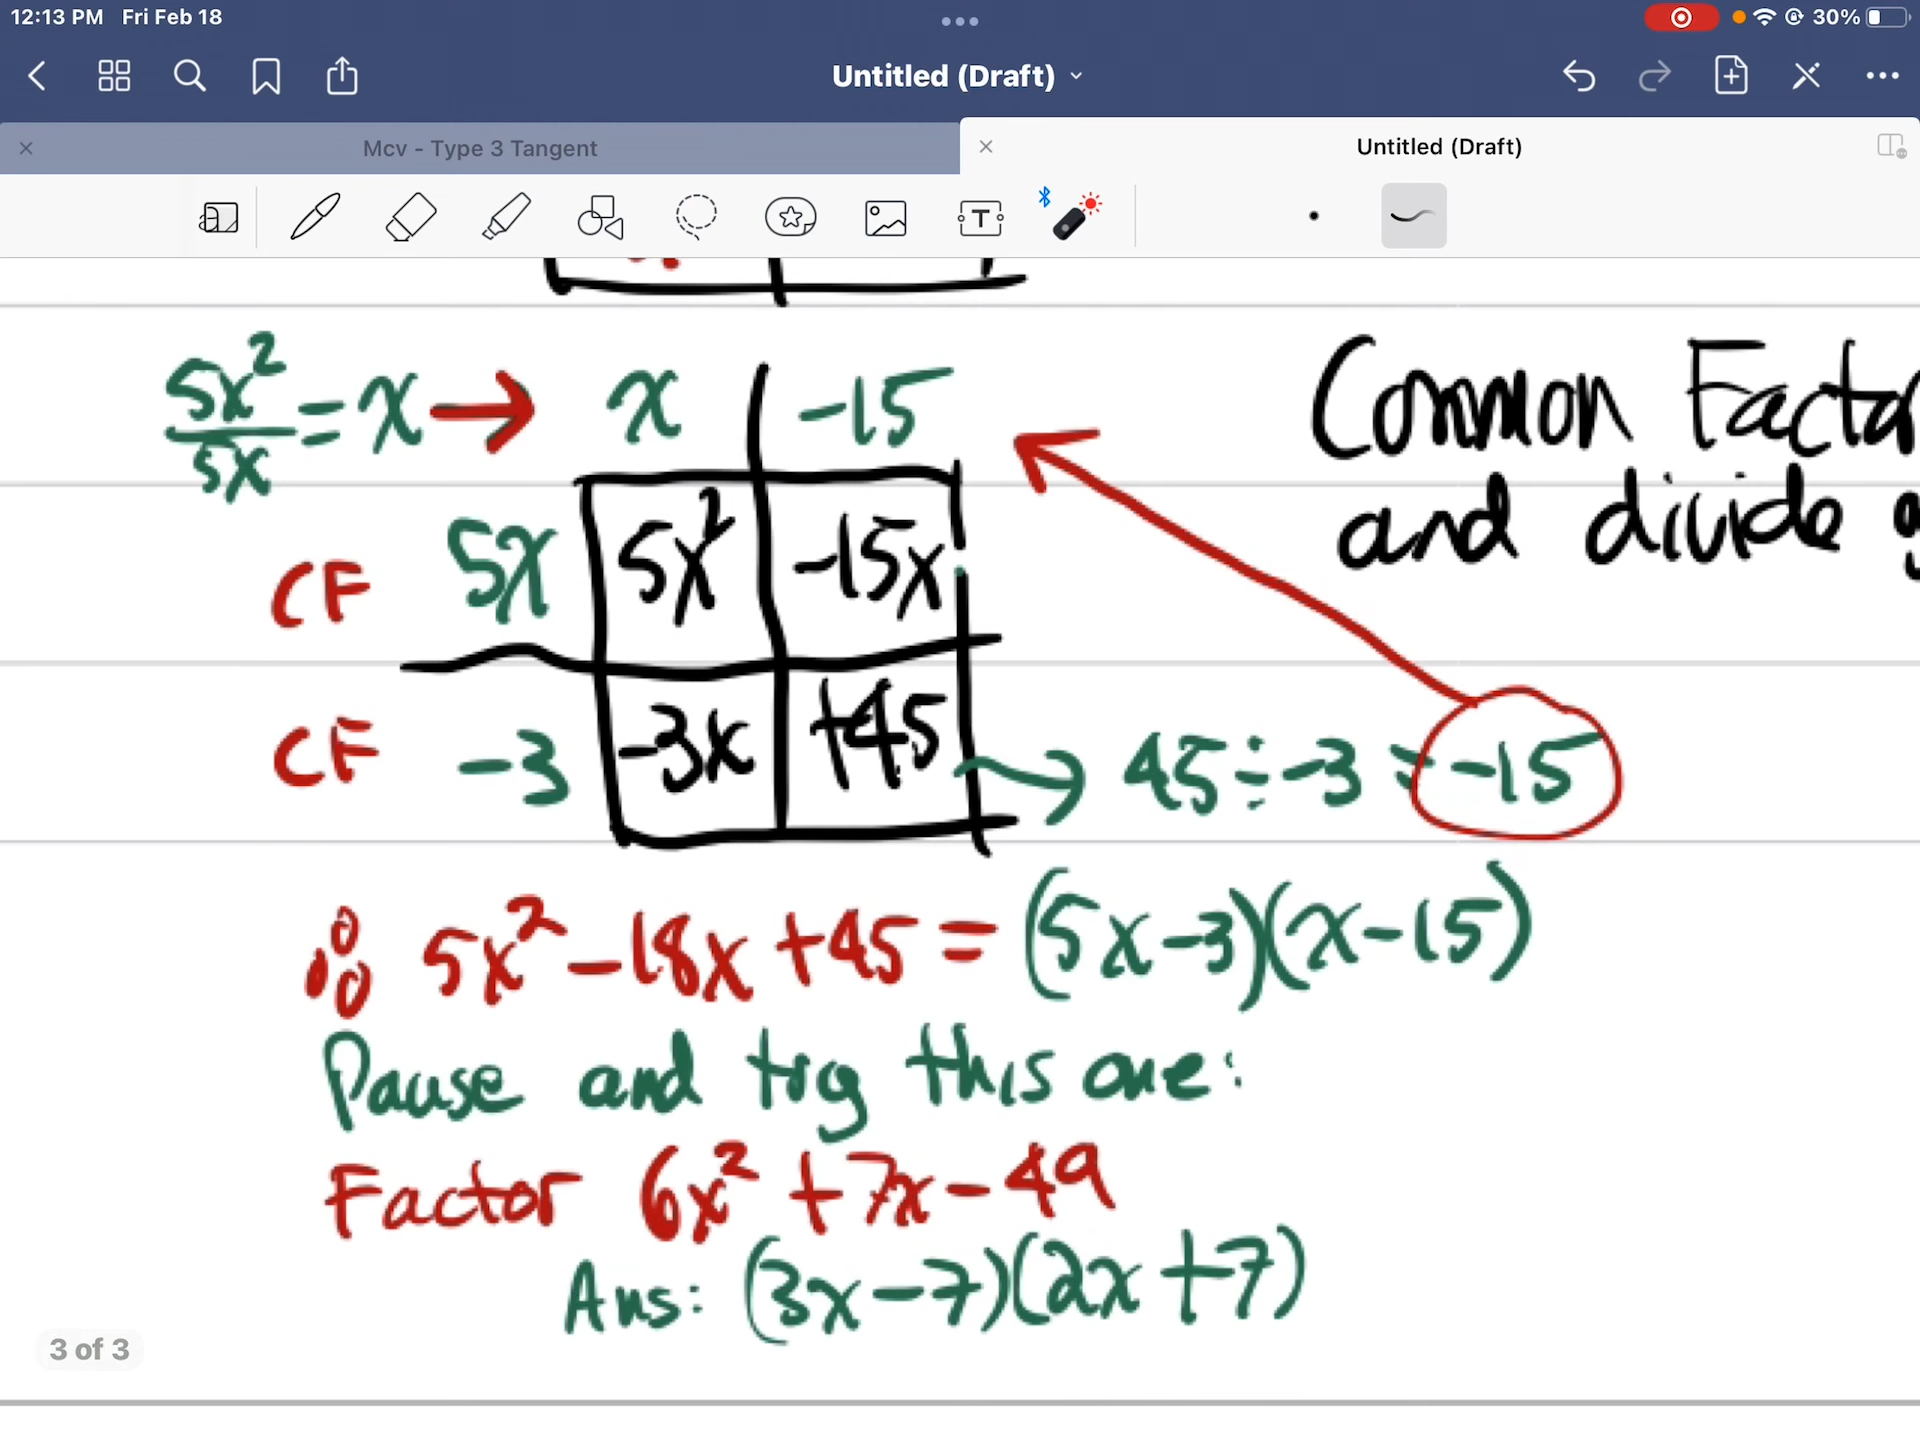 12:13 PM Fri Feb 18
30%
Untitled (Draft)
Mcv - Type 3 Tangent
Untitled (Draft)
T
5x²/5x = x → x -15
Common Factor
and divide
CF 5x 5x² -15x
CF -3 -3x +45 → 45 ÷ -3 = -15
∴ 5x² - 18x + 45 = (5x-3)(x-15)
Pause and try this one:
Factor 6x² + 7x - 49
Ans: (3x-7)(2x+7)
3 of 3